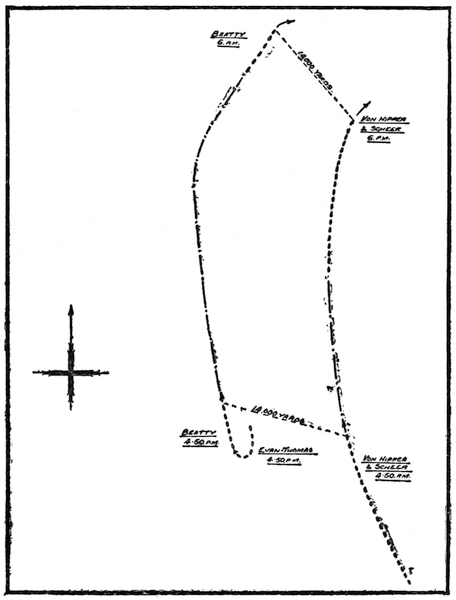 BEATTY
6. P.M.
14,000 YARDS.
VON HIPPER
& SCHEER
6. P.M.
14,000 YARDS.
BEATTY
4·50.P.M.
EVAN-THOMAS
4·50.P.M.
VON HIPPER
& SCHEER
4·50.P.M.